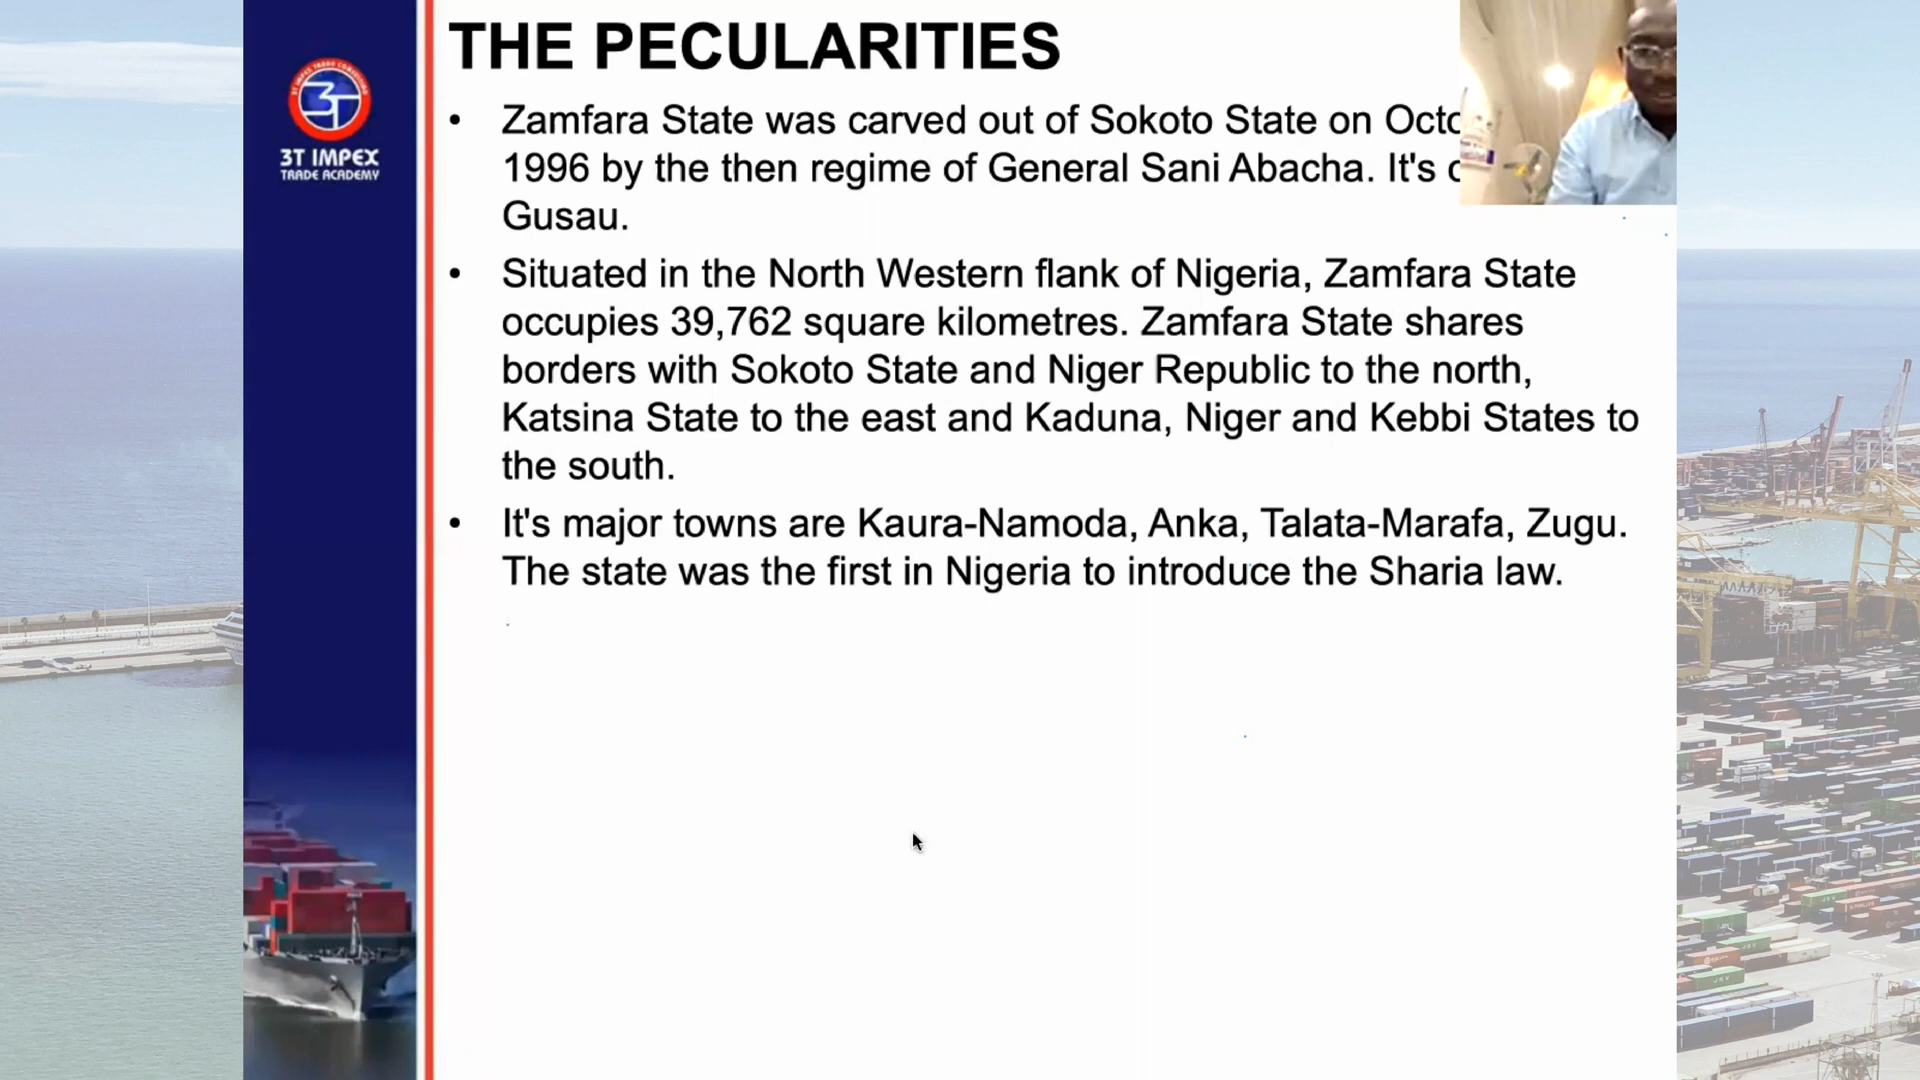 THE PECULARITIES
3T IMPEX
TRADE ACADEMY
• Zamfara State was carved out of Sokoto State on
1996 by the then regime of General Sani Abacha. It's
Gusau.
• Situated in the North Western flank of Nigeria, Zamfara State
occupies 39,762 square kilometres. Zamfara State shares
borders with Sokoto State and Niger Republic to the north,
Katsina State to the east and Kaduna, Niger and Kebbi States to
the south.
• It's major towns are Kaura-Namoda, Anka, Talata-Marafa, Zugu.
The state was the first in Nigeria to introduce the Sharia law.